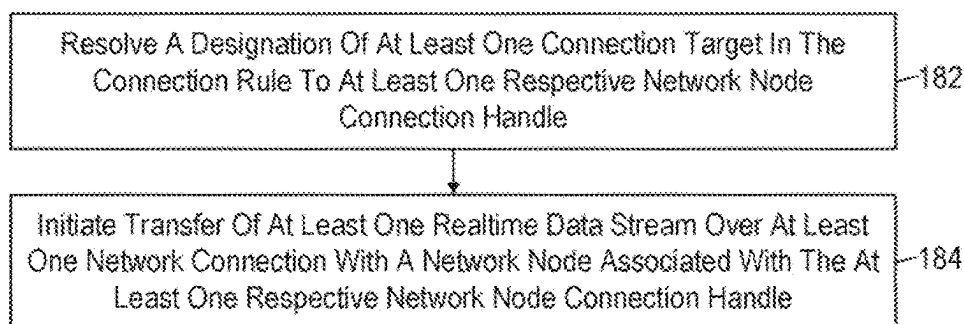 Resolve A Designation Of At Least One Connection Target In The
Connection Rule To At Least One Respective Network Node
Connection Handle
182
Initiate Transfer Of At Least One Realtime Data Stream Over At Least
One Network Connection With A Network Node Associated With The At
Least One Respective Network Node Connection Handle
184